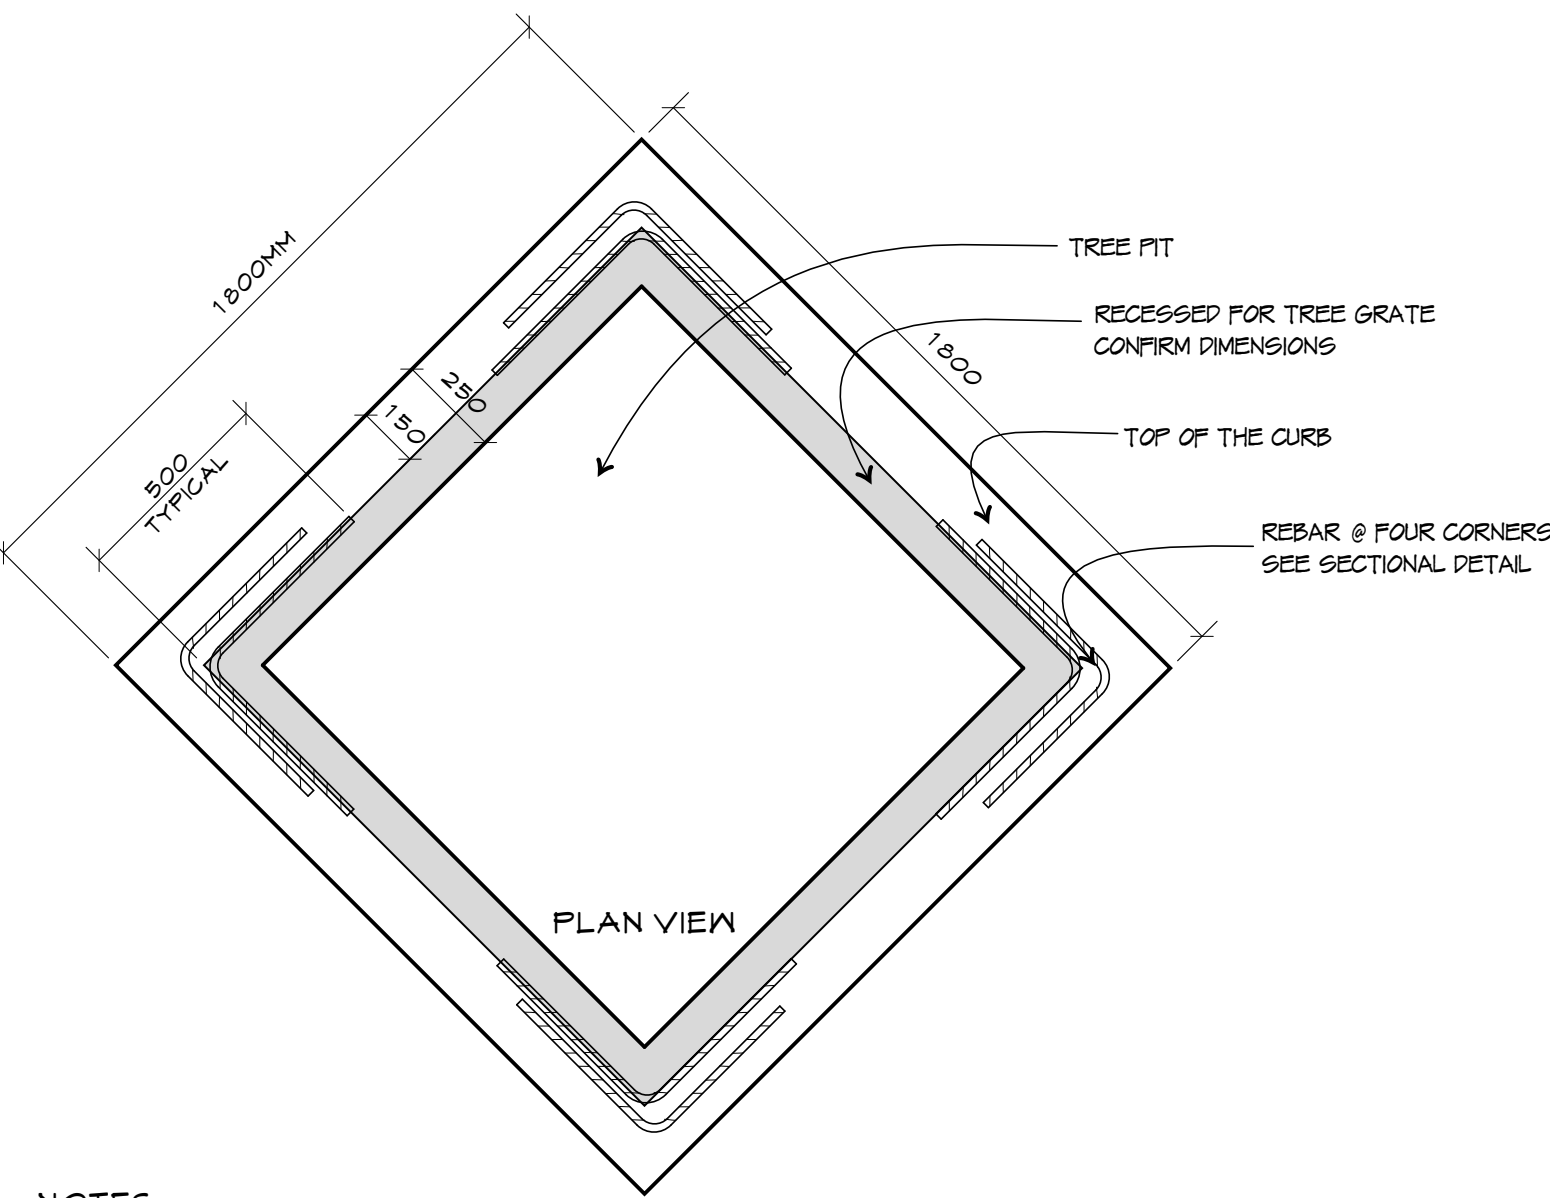 1800MM
TREE PIT
RECESSED FOR TREE GRATE
CONFIRM DIMENSIONS
1800
250
150
TOP OF THE CURB
500
TYPICAL
REBAR @ FOUR CORNERS
SEE SECTIONAL DETAIL
PLAN VIEW
NOTES